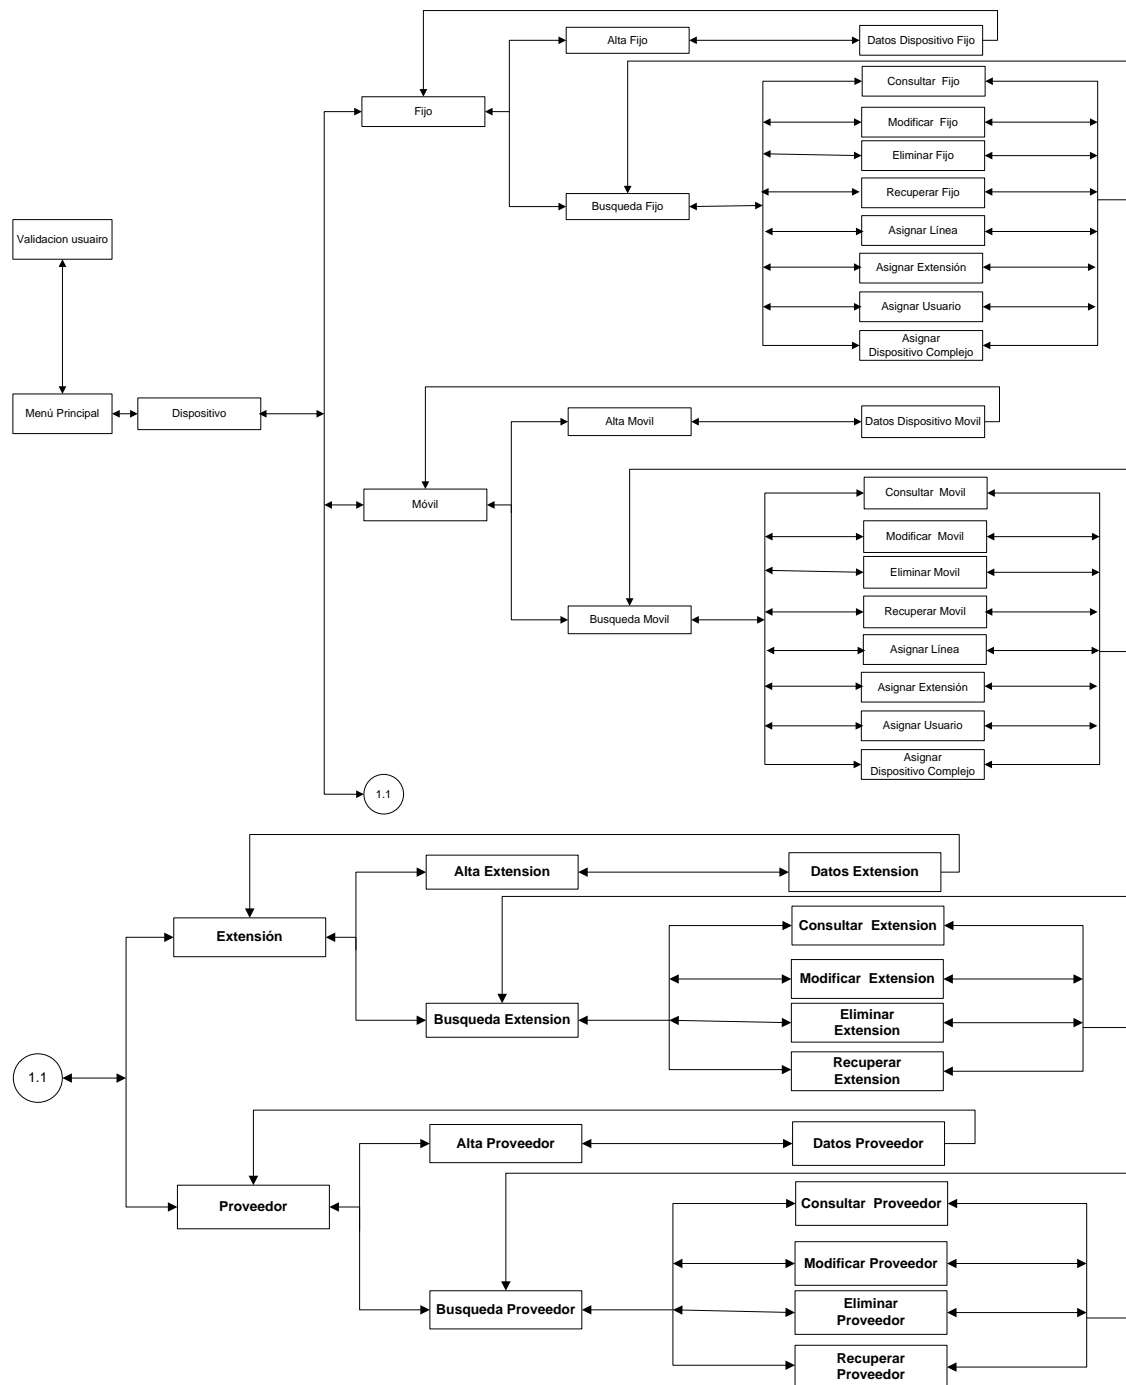 Alta Fijo
Datos Dispositivo Fijo
Fijo
Consultar Fijo
Modificar Fijo
Eliminar Fijo
Recuperar Fijo
Busqueda Fijo
Asignar Línea
Asignar Extensión
Asignar Usuario
Asignar
Dispositivo Complejo
Validacion usuairo
Menú Principal
Dispositivo
Alta Movil
Datos Dispositivo Movil
Móvil
Consultar Movil
Modificar Movil
Eliminar Movil
Recuperar Movil
Busqueda Movil
Asignar Línea
Asignar Extensión
Asignar Usuario
Asignar
Dispositivo Complejo
1.1
Alta Extension
Datos Extension
Extensión
Consultar Extension
Modificar Extension
Busqueda Extension
Eliminar
Extension
Recuperar
Extension
1.1
Alta Proveedor
Datos Proveedor
Proveedor
Consultar Proveedor
Modificar Proveedor
Busqueda Proveedor
Eliminar
Proveedor
Recuperar
Proveedor